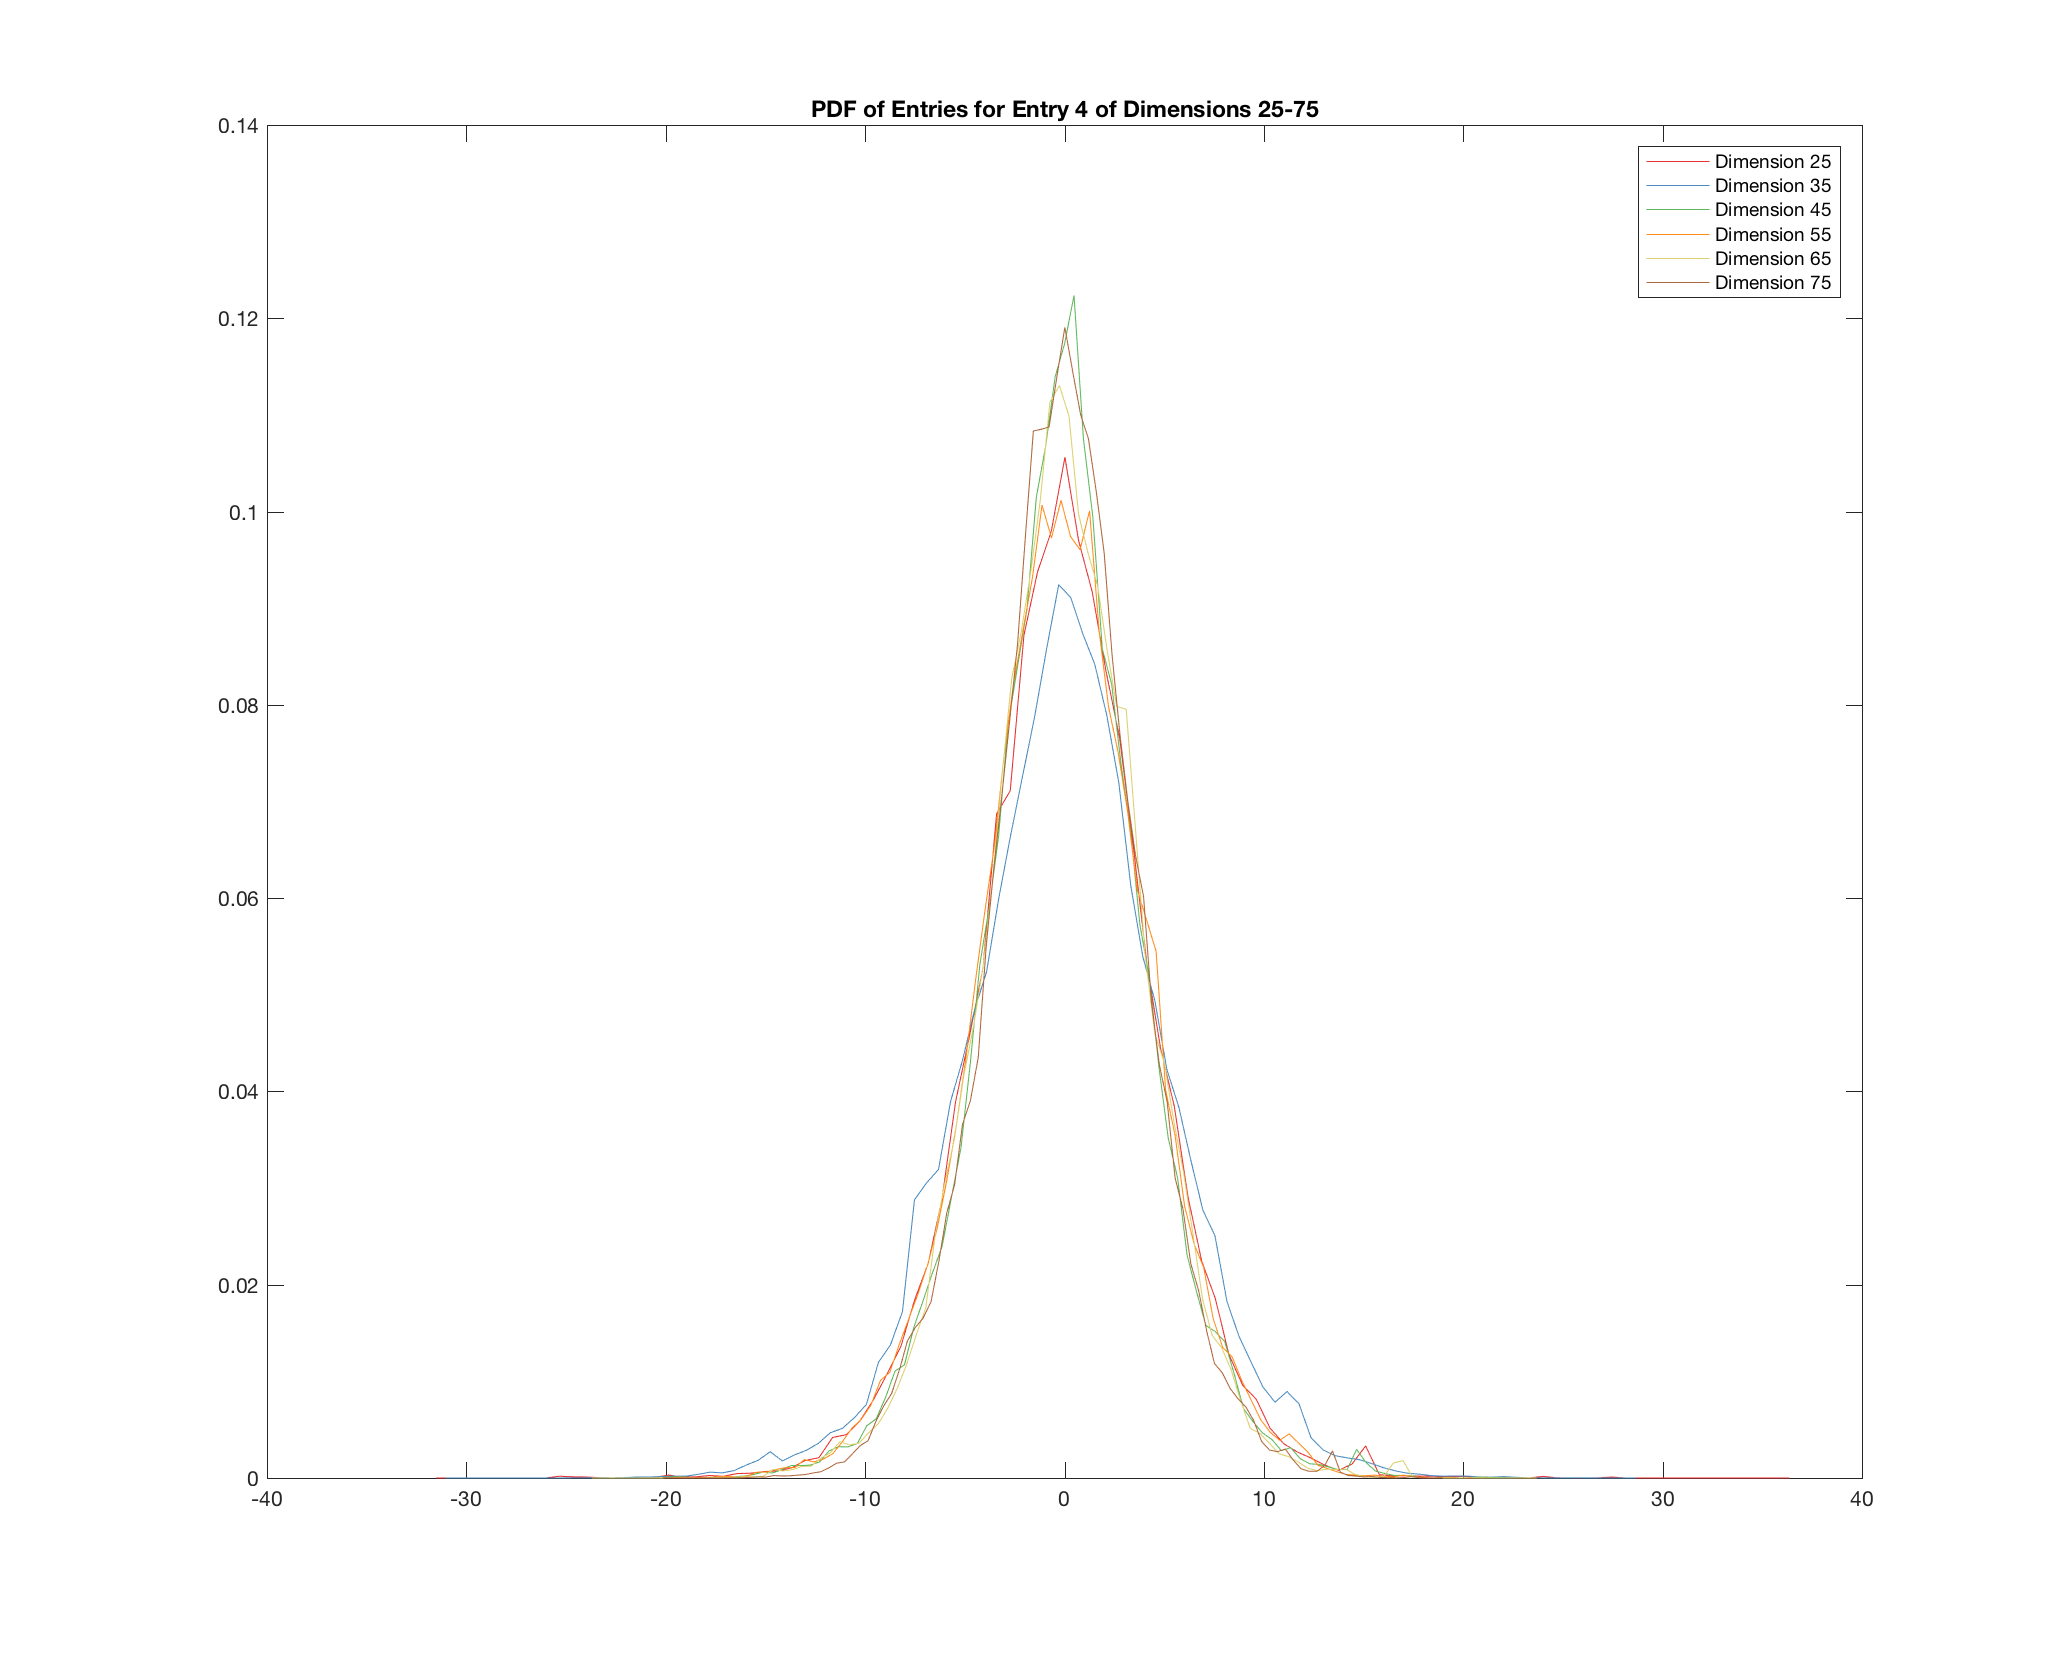 PDF of Entries for Entry 4 of Dimensions 25-75
0.14
0.12
0.1
0.08
0.06
0.04
0.02
0
-40
-30
-20
-10
0
10
20
30
40
Dimension 25
Dimension 35
Dimension 45
Dimension 55
Dimension 65
Dimension 75